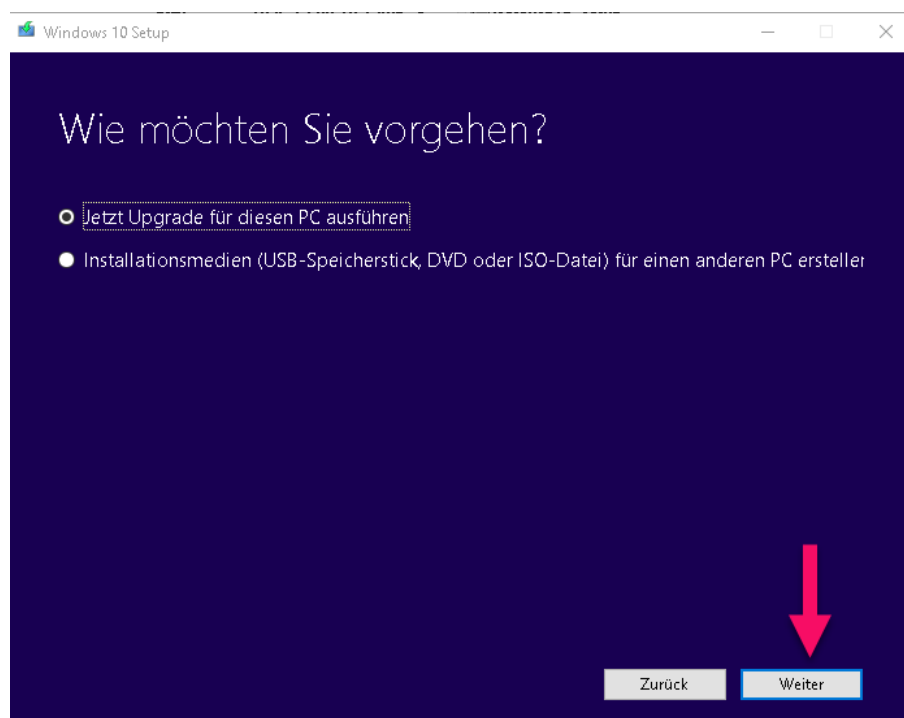 Windows 10 Setup
Wie möchten Sie vorgehen?
Jetzt Upgrade für diesen PC ausführen
Installationsmedien (USB-Speicherstick, DVD oder ISO-Datei) für einen anderen PC
Zurück
Weiter